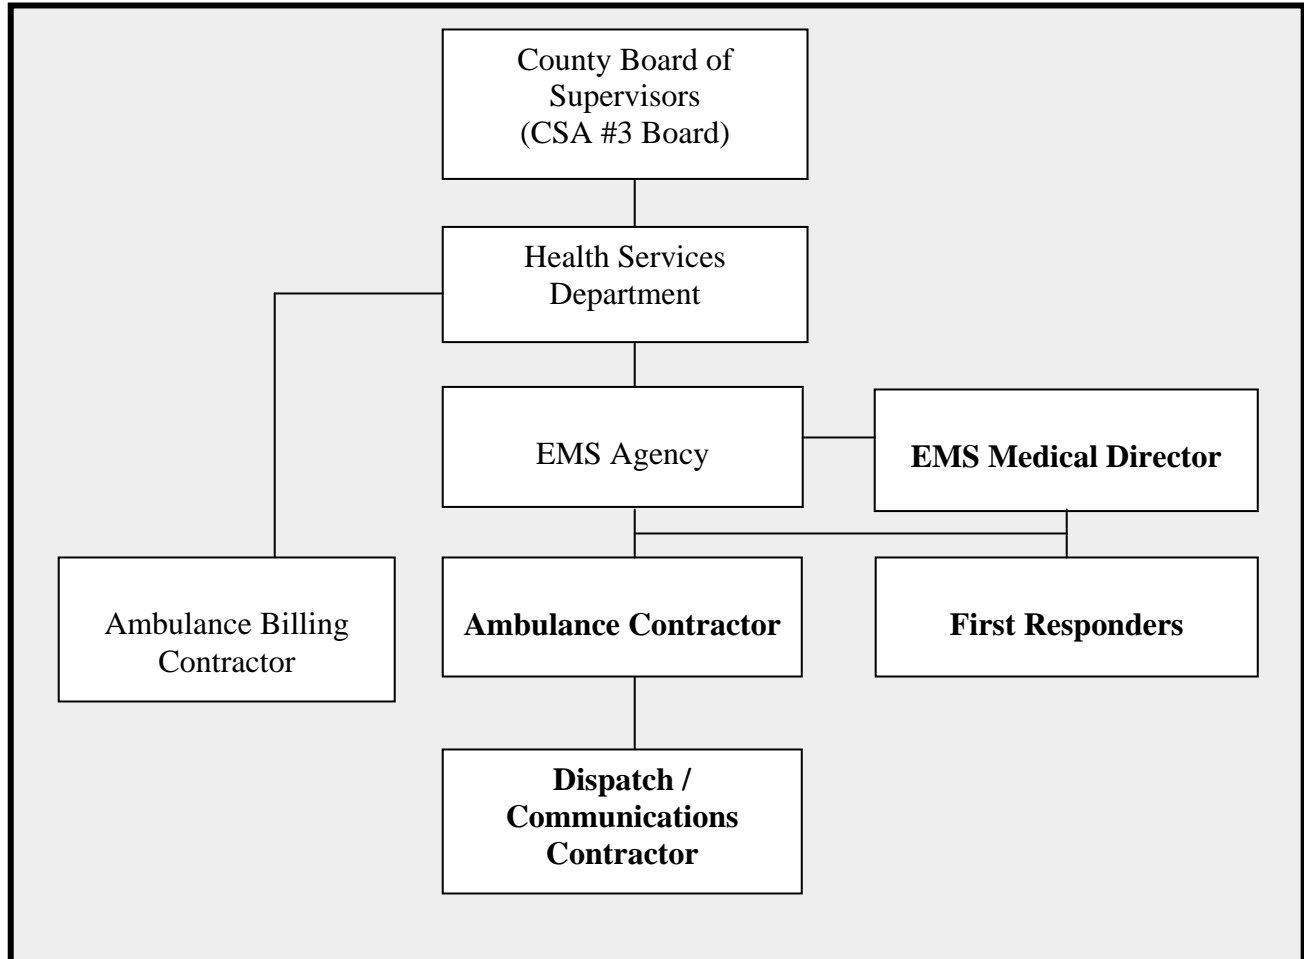 County Board of
Supervisors
(CSA #3 Board)
Health Services
Department
EMS Agency
EMS Medical Director
Ambulance Billing
Contractor
Ambulance Contractor
First Responders
Dispatch /
Communications
Contractor